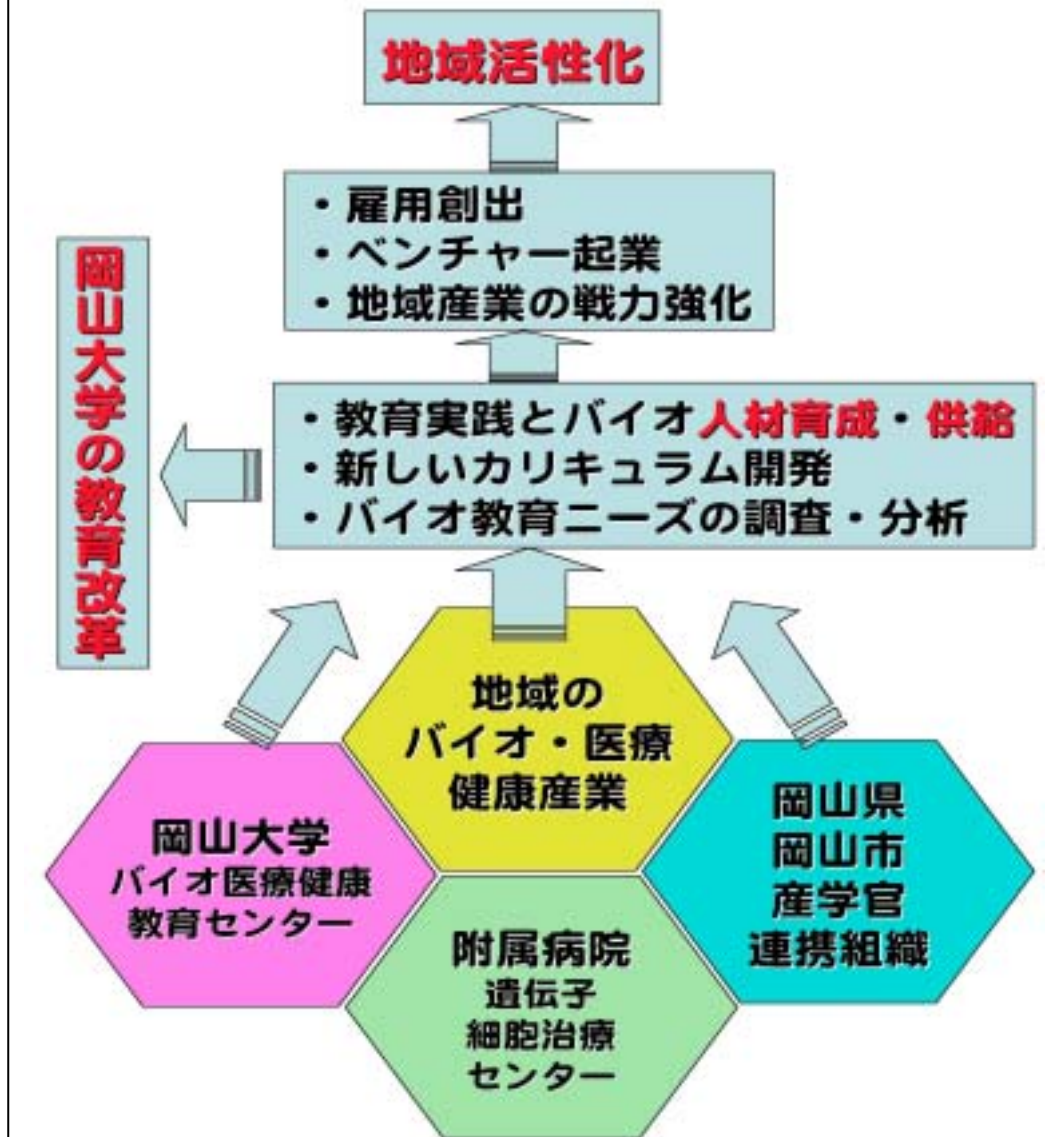 地域活性化
・雇用創出
・ベンチャー起業
・地域産業の戦力強化
岡山大学の教育改革
・教育実践とバイオ人材育成・供給
・新しいカリキュラム開発
・バイオ教育ニーズの調査・分析
地域の
バイオ・医療
健康産業
岡山大学
バイオ医療健康
教育センター
附属病院
遺伝子
細胞治療
センター
岡山県
岡山市
産学官
連携組織